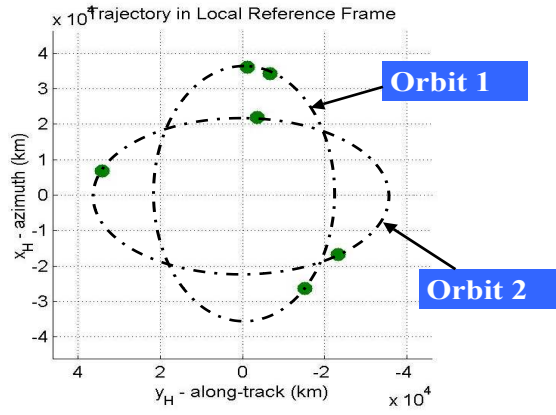 x 10⁴ Trajectory in Local Reference Frame
Orbit 1
4
3
2
1
0
-1
-2
-3
-4
x_H - azimuth (km)
Orbit 2
4 2 0 -2 -4
y_H - along-track (km) x 10⁴